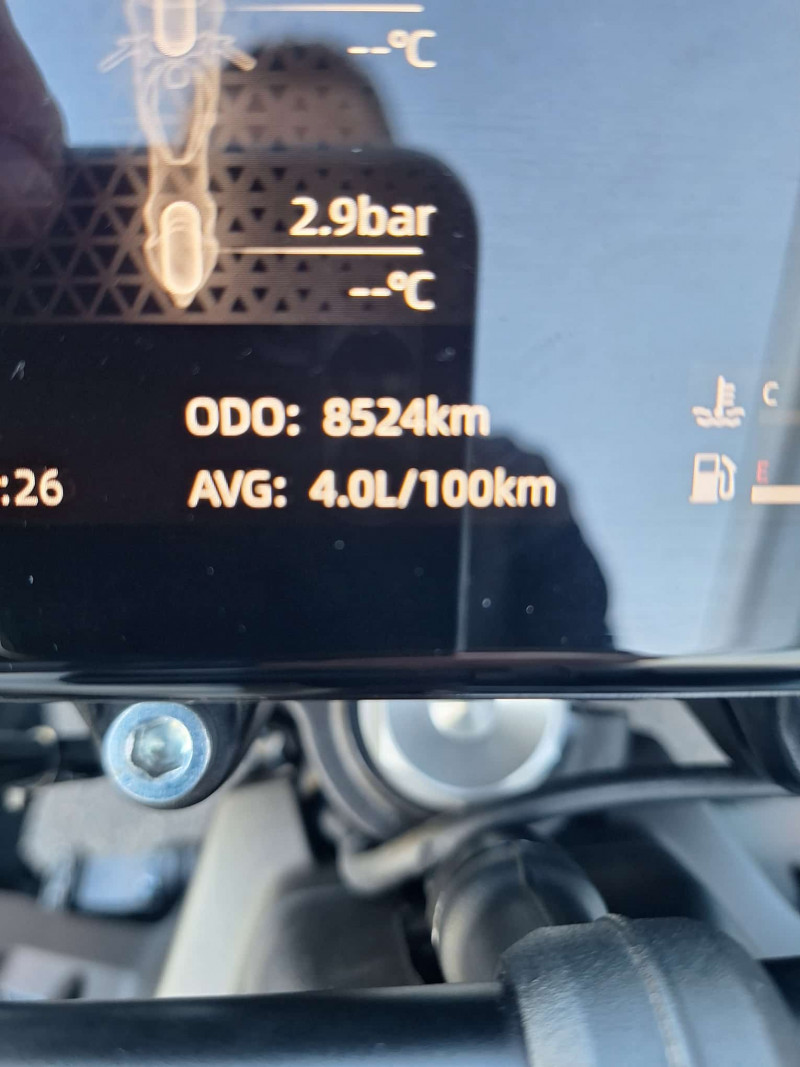 --°C
2.9bar
--°C
ODO: 8524km
C
:26
AVG: 4.0L/100km
E